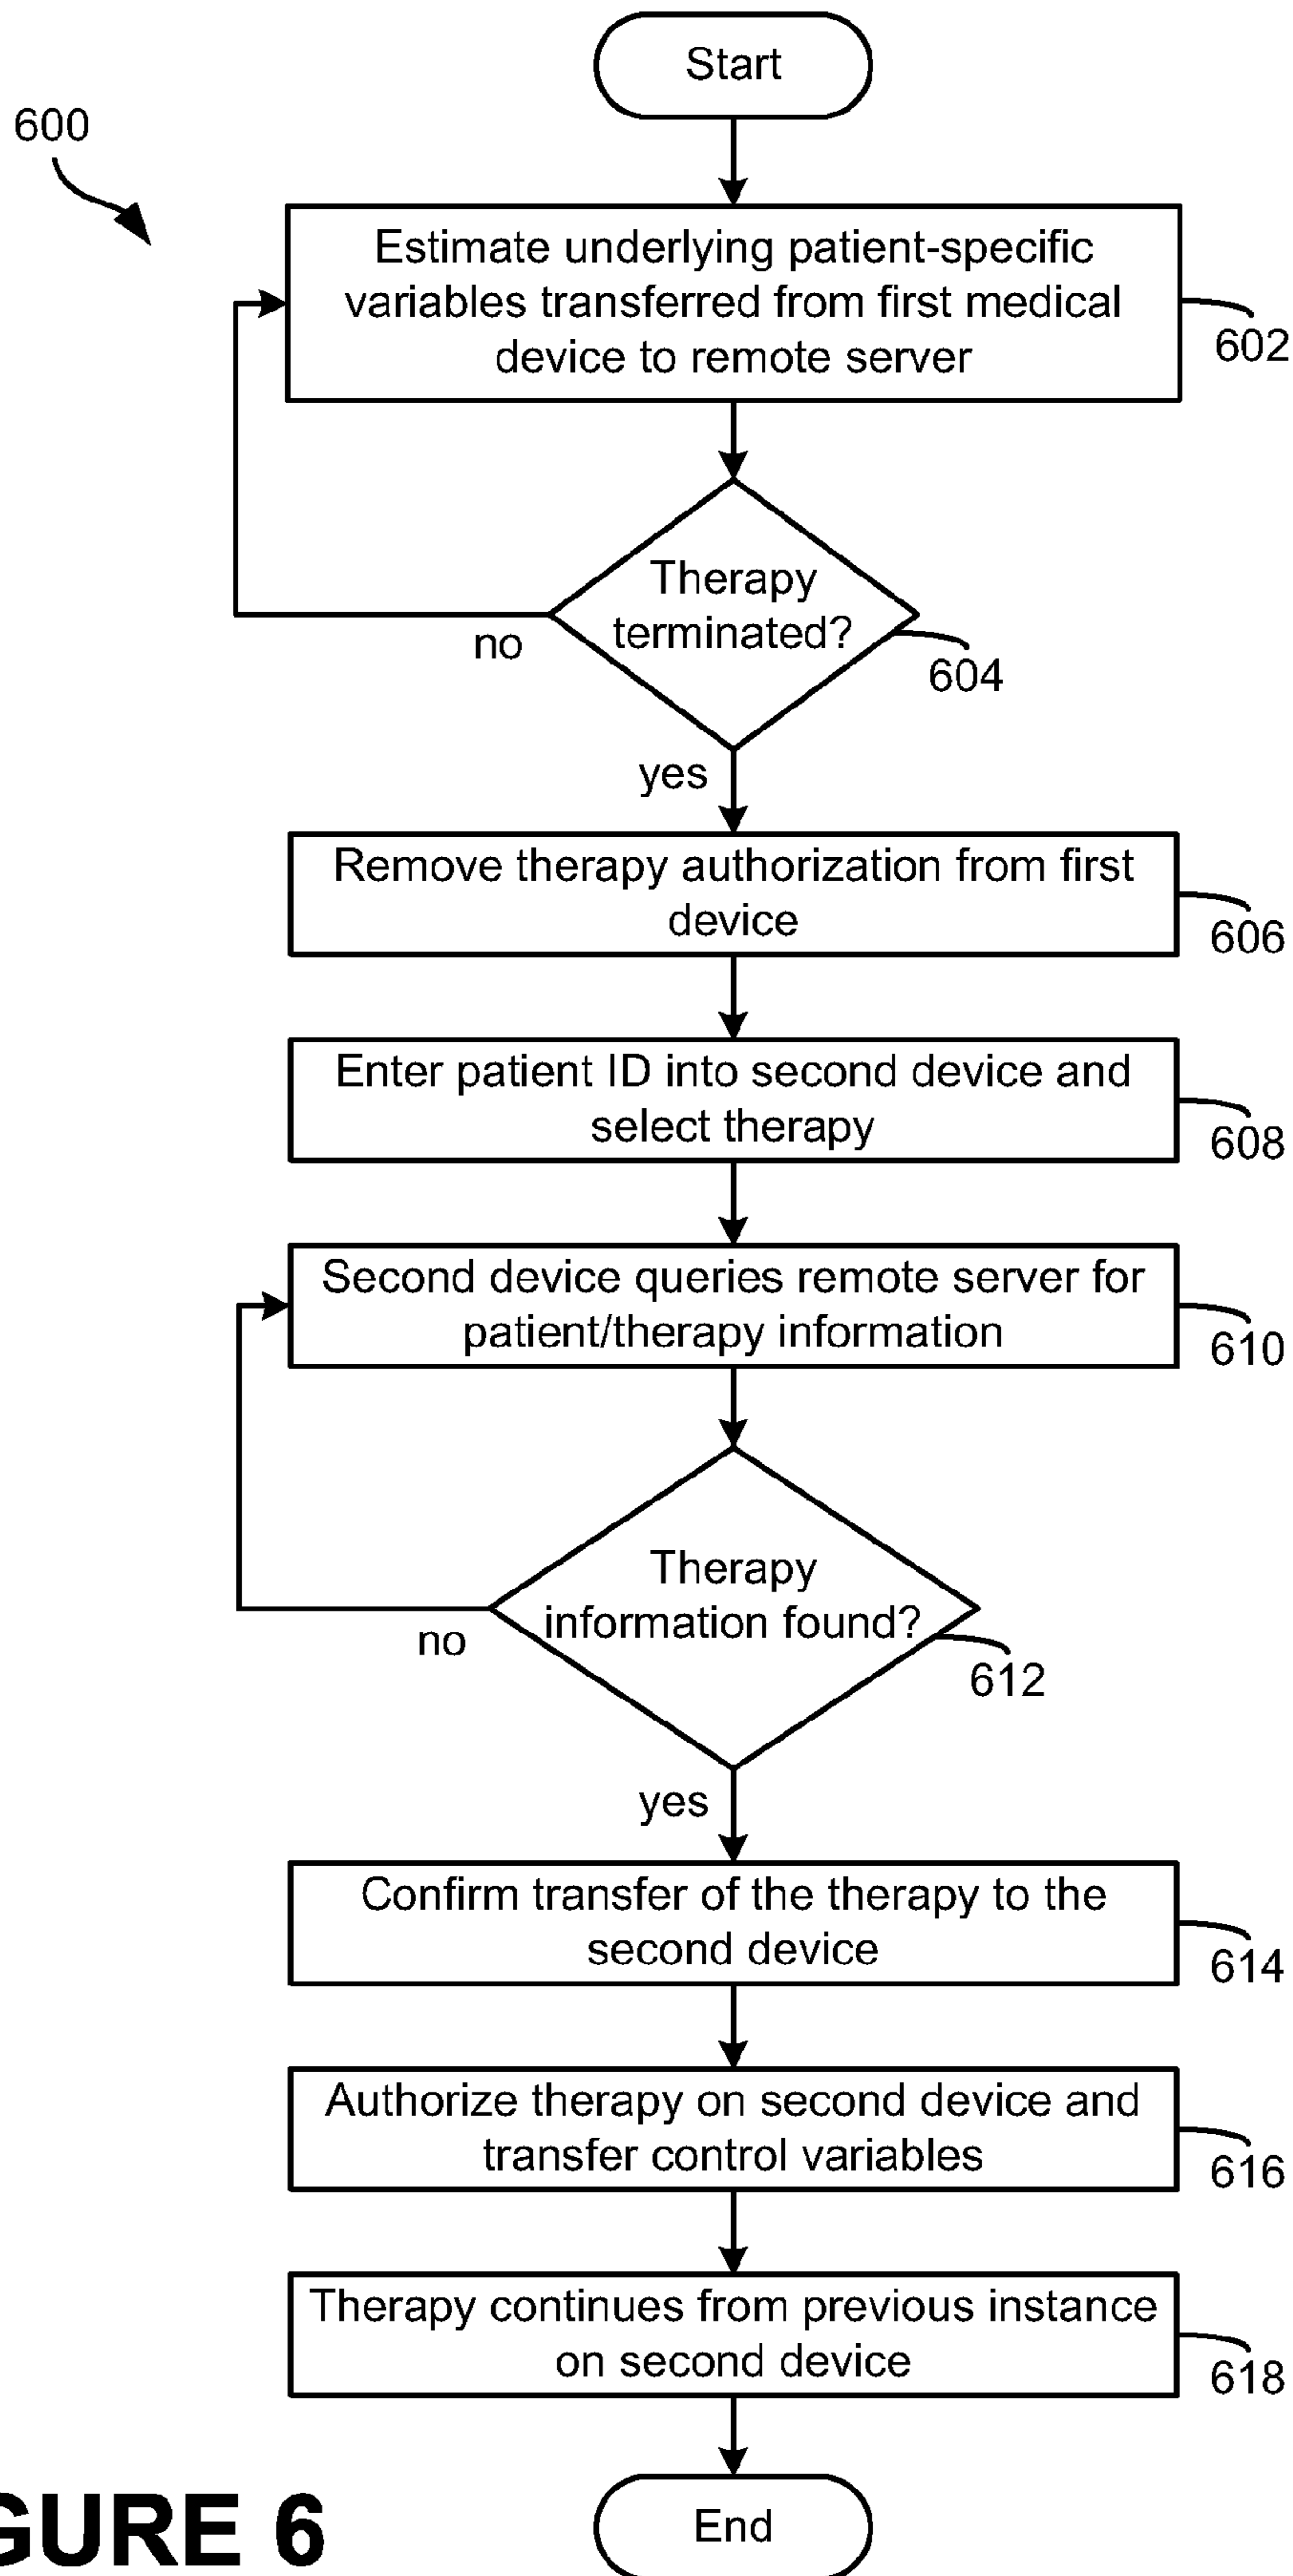 Start
600
Estimate underlying patient-specific
variables transferred from first medical
device to remote server
602
Therapy
terminated?
no
604
yes
Remove therapy authorization from first
device
606
Enter patient ID into second device and
select therapy
608
Second device queries remote server for
patient/therapy information
610
Therapy
information found?
no
612
yes
Confirm transfer of the therapy to the
second device
614
Authorize therapy on second device and
transfer control variables
616
Therapy continues from previous instance
on second device
618
GURE 6
End